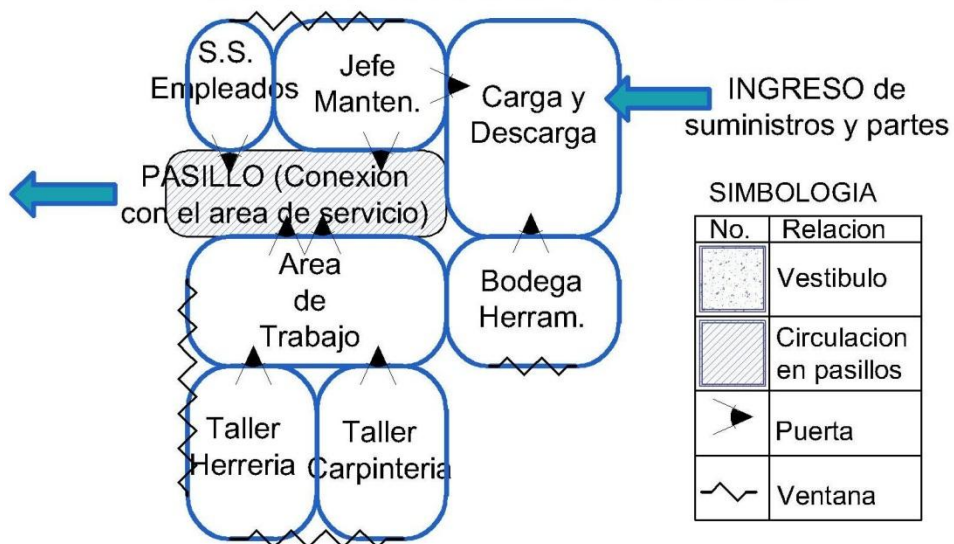 S.S.
Empleados
Jefe
Manten.
Carga y
Descarga
INGRESO de
suministros y partes
PASILLO (Conexion
con el area de servicio)
Area
de
Trabajo
Bodega
Herram.
Taller
Herreria
Taller
Carpinteria
SIMBOLOGIA
No. Relacion
Vestibulo
Circulacion
en pasillos
Puerta
Ventana